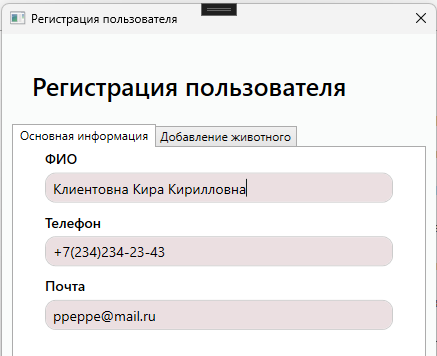 Регистрация пользователя
Регистрация пользователя
Основная информация Добавление животного
ФИО
Клиентовна Кира Кирилловна
Телефон
+7(234)234-23-43
Почта
ppeppe@mail.ru